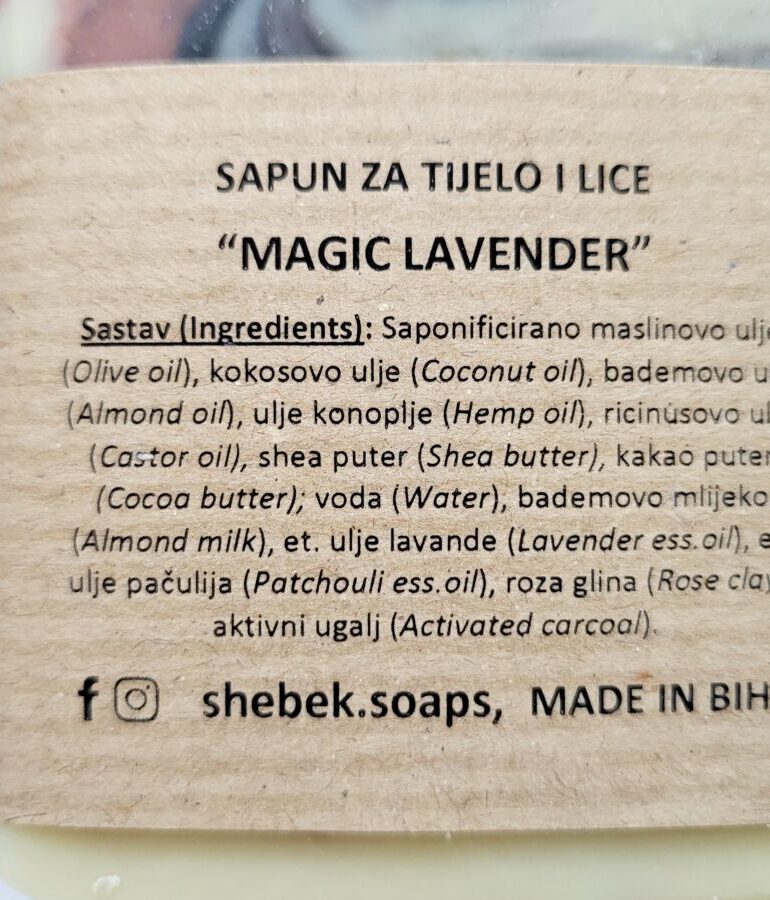 SAPUN ZA TIJELO I LICE
“MAGIC LAVENDER”
Sastav (Ingredients): Saponificirano maslinovo ulje
(Olive oil), kokosovo ulje (Coconut oil), bademovo u
(Almond oil), ulje konoplje (Hemp oil), ricinusovo ul
(Castor oil), shea puter (Shea butter), kakao puter
(Cocoa butter); voda (Water), bademovo mlijeko
(Almond milk), et. ulje lavande (Lavender ess.oil), e
ulje pačulija (Patchouli ess.oil), roza glina (Rose clay
aktivni ugalj (Activated carcoal).
f shebek.soaps, MADE IN BIH